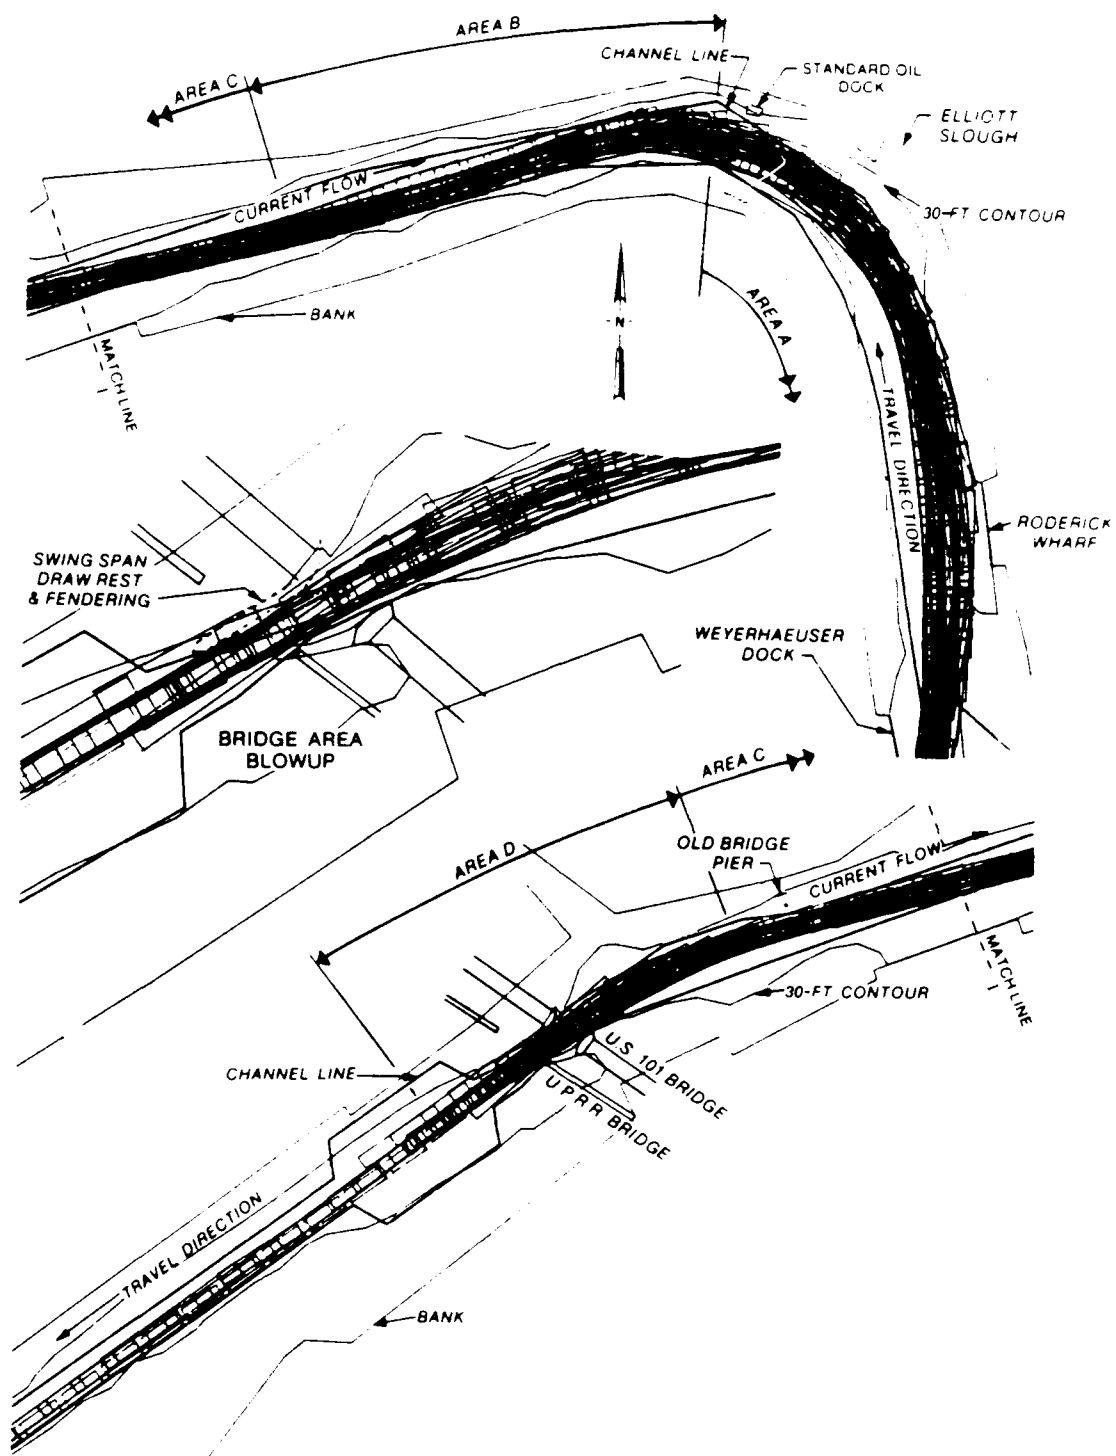 AREA B
AREA C
CHANNEL LINE
STANDARD OIL
DOCK
ELLIOTT
SLOUGH
CURRENT FLOW
30-FT CONTOUR
BANK
N
AREA A
MATCH LINE
1
TRAVEL DIRECTION
RODERICK
WHARF
SWING SPAN
DRAW REST
& FENDERING
WEYERHAEUSER
DOCK
BRIDGE AREA
BLOWUP
AREA C
AREA D
OLD BRIDGE
PIER
CURRENT FLOW
MATCH LINE
1
30-FT CONTOUR
CHANNEL LINE
U.S. 101 BRIDGE
U P R R BRIDGE
TRAVEL DIRECTION
BANK